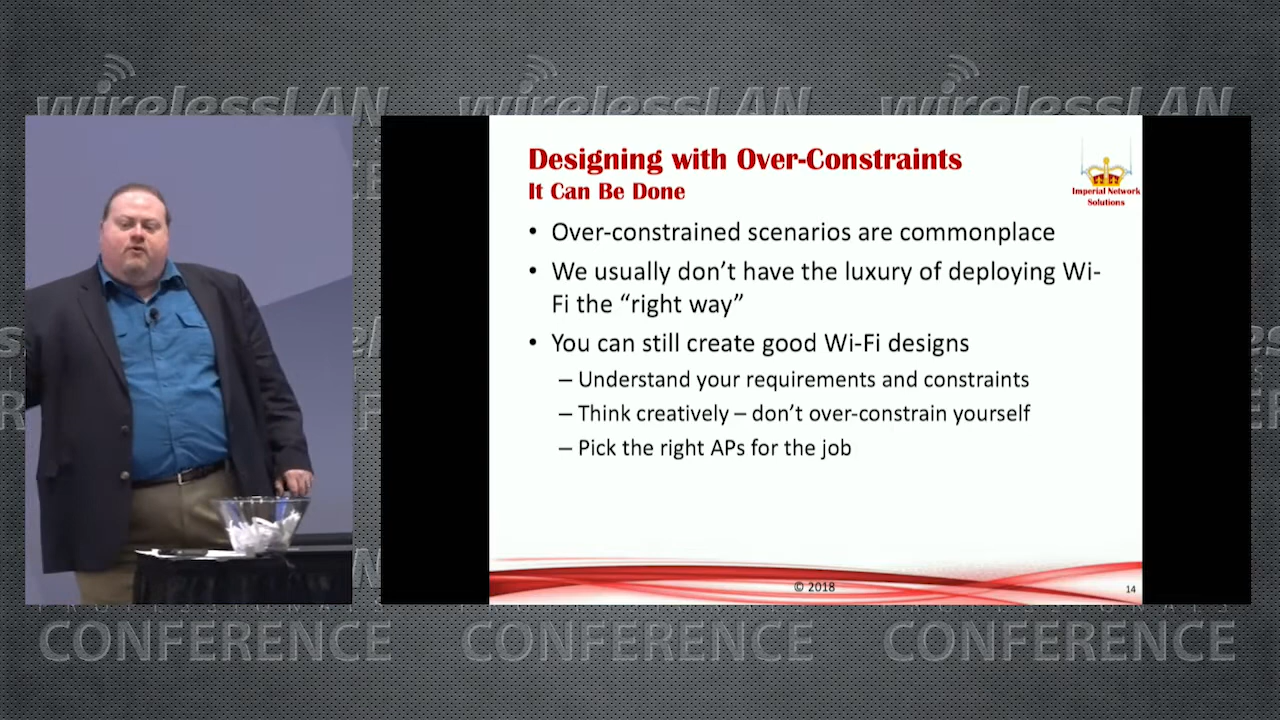 wirelessLAN wirelessLAN wirelessLAN
Designing with Over-Constraints
It Can Be Done
Imperial Network
Solutions
• Over-constrained scenarios are commonplace
• We usually don’t have the luxury of deploying Wi-
Fi the “right way”
• You can still create good Wi-Fi designs
– Understand your requirements and constraints
– Think creatively – don’t over-constrain yourself
– Pick the right APs for the job
© 2018
14
CONFERENCE CONFERENCE CONFERENCE